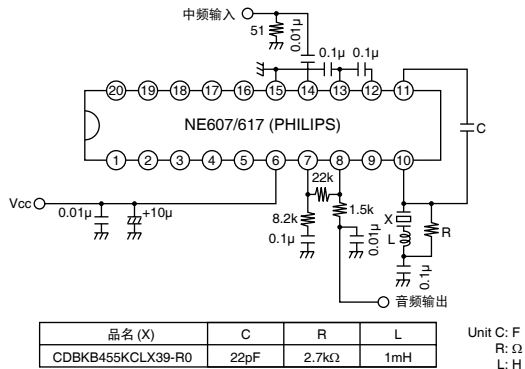 中频输入
51
0.01µ
0.1µ
0.1µ
20 19 18 17 16 15 14 13 12 11
NE607/617 (PHILIPS)
C
1 2 3 4 5 6 7 8 9 10
Vcc
0.01µ
+10µ
22k
8.2k
0.1µ
1.5k
0.01µ
X
L
R
0.1µ
音频输出
品名 (X) C R L
CDBKB455KCLX39-R0 22pF 2.7kΩ 1mH
Unit C: F
R: Ω
L: H